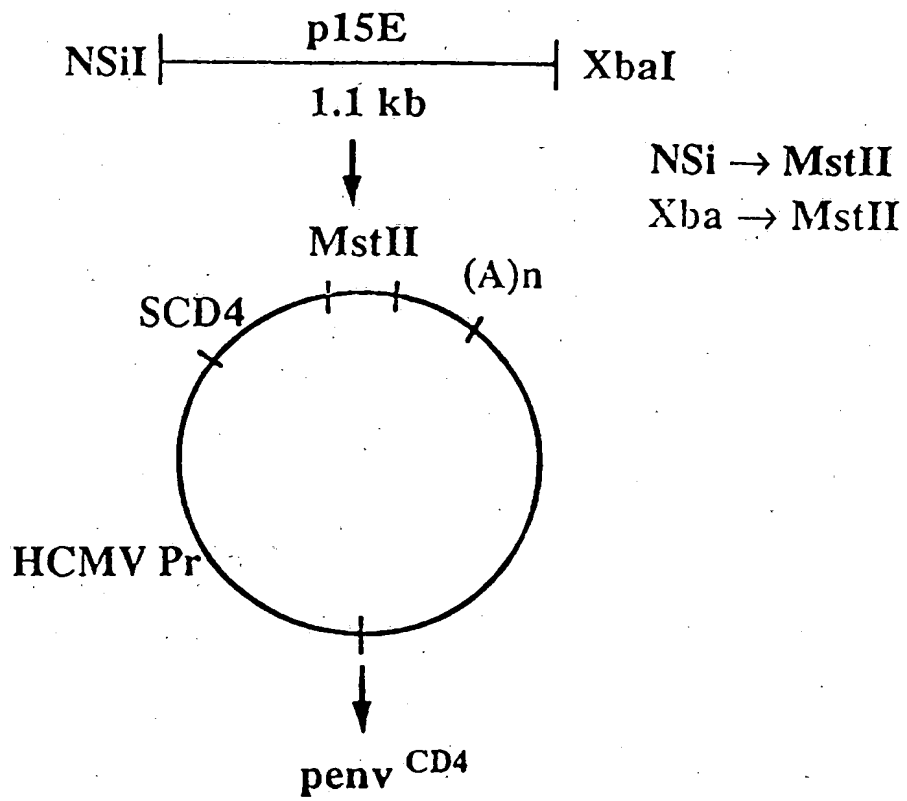 p15E
NSiI XbaI
1.1 kb
NSi → MstII
Xba → MstII
MstII
(A)n
SCD4
HCMV Pr
penv CD4